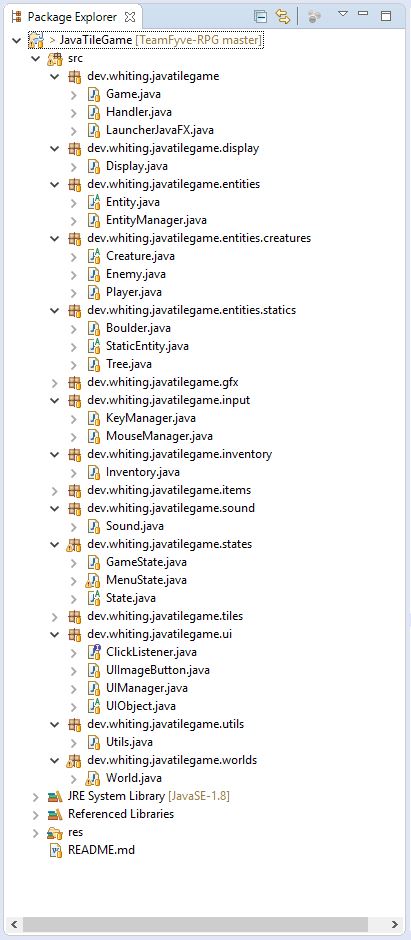 Package Explorer
> JavaTileGame [TeamFyve-RPG master]
src
dev.whiting.javatilegame
Game.java
Handler.java
LauncherJavaFX.java
dev.whiting.javatilegame.display
Display.java
dev.whiting.javatilegame.entities
Entity.java
EntityManager.java
dev.whiting.javatilegame.entities.creatures
Creature.java
Enemy.java
Player.java
dev.whiting.javatilegame.entities.statics
Boulder.java
StaticEntity.java
Tree.java
dev.whiting.javatilegame.gfx
dev.whiting.javatilegame.input
KeyManager.java
MouseManager.java
dev.whiting.javatilegame.inventory
Inventory.java
dev.whiting.javatilegame.items
dev.whiting.javatilegame.sound
Sound.java
dev.whiting.javatilegame.states
GameState.java
MenuState.java
State.java
dev.whiting.javatilegame.tiles
dev.whiting.javatilegame.ui
ClickListener.java
UIImageButton.java
UIManager.java
UIObject.java
dev.whiting.javatilegame.utils
Utils.java
dev.whiting.javatilegame.worlds
World.java
JRE System Library [JavaSE-1.8]
Referenced Libraries
res
README.md